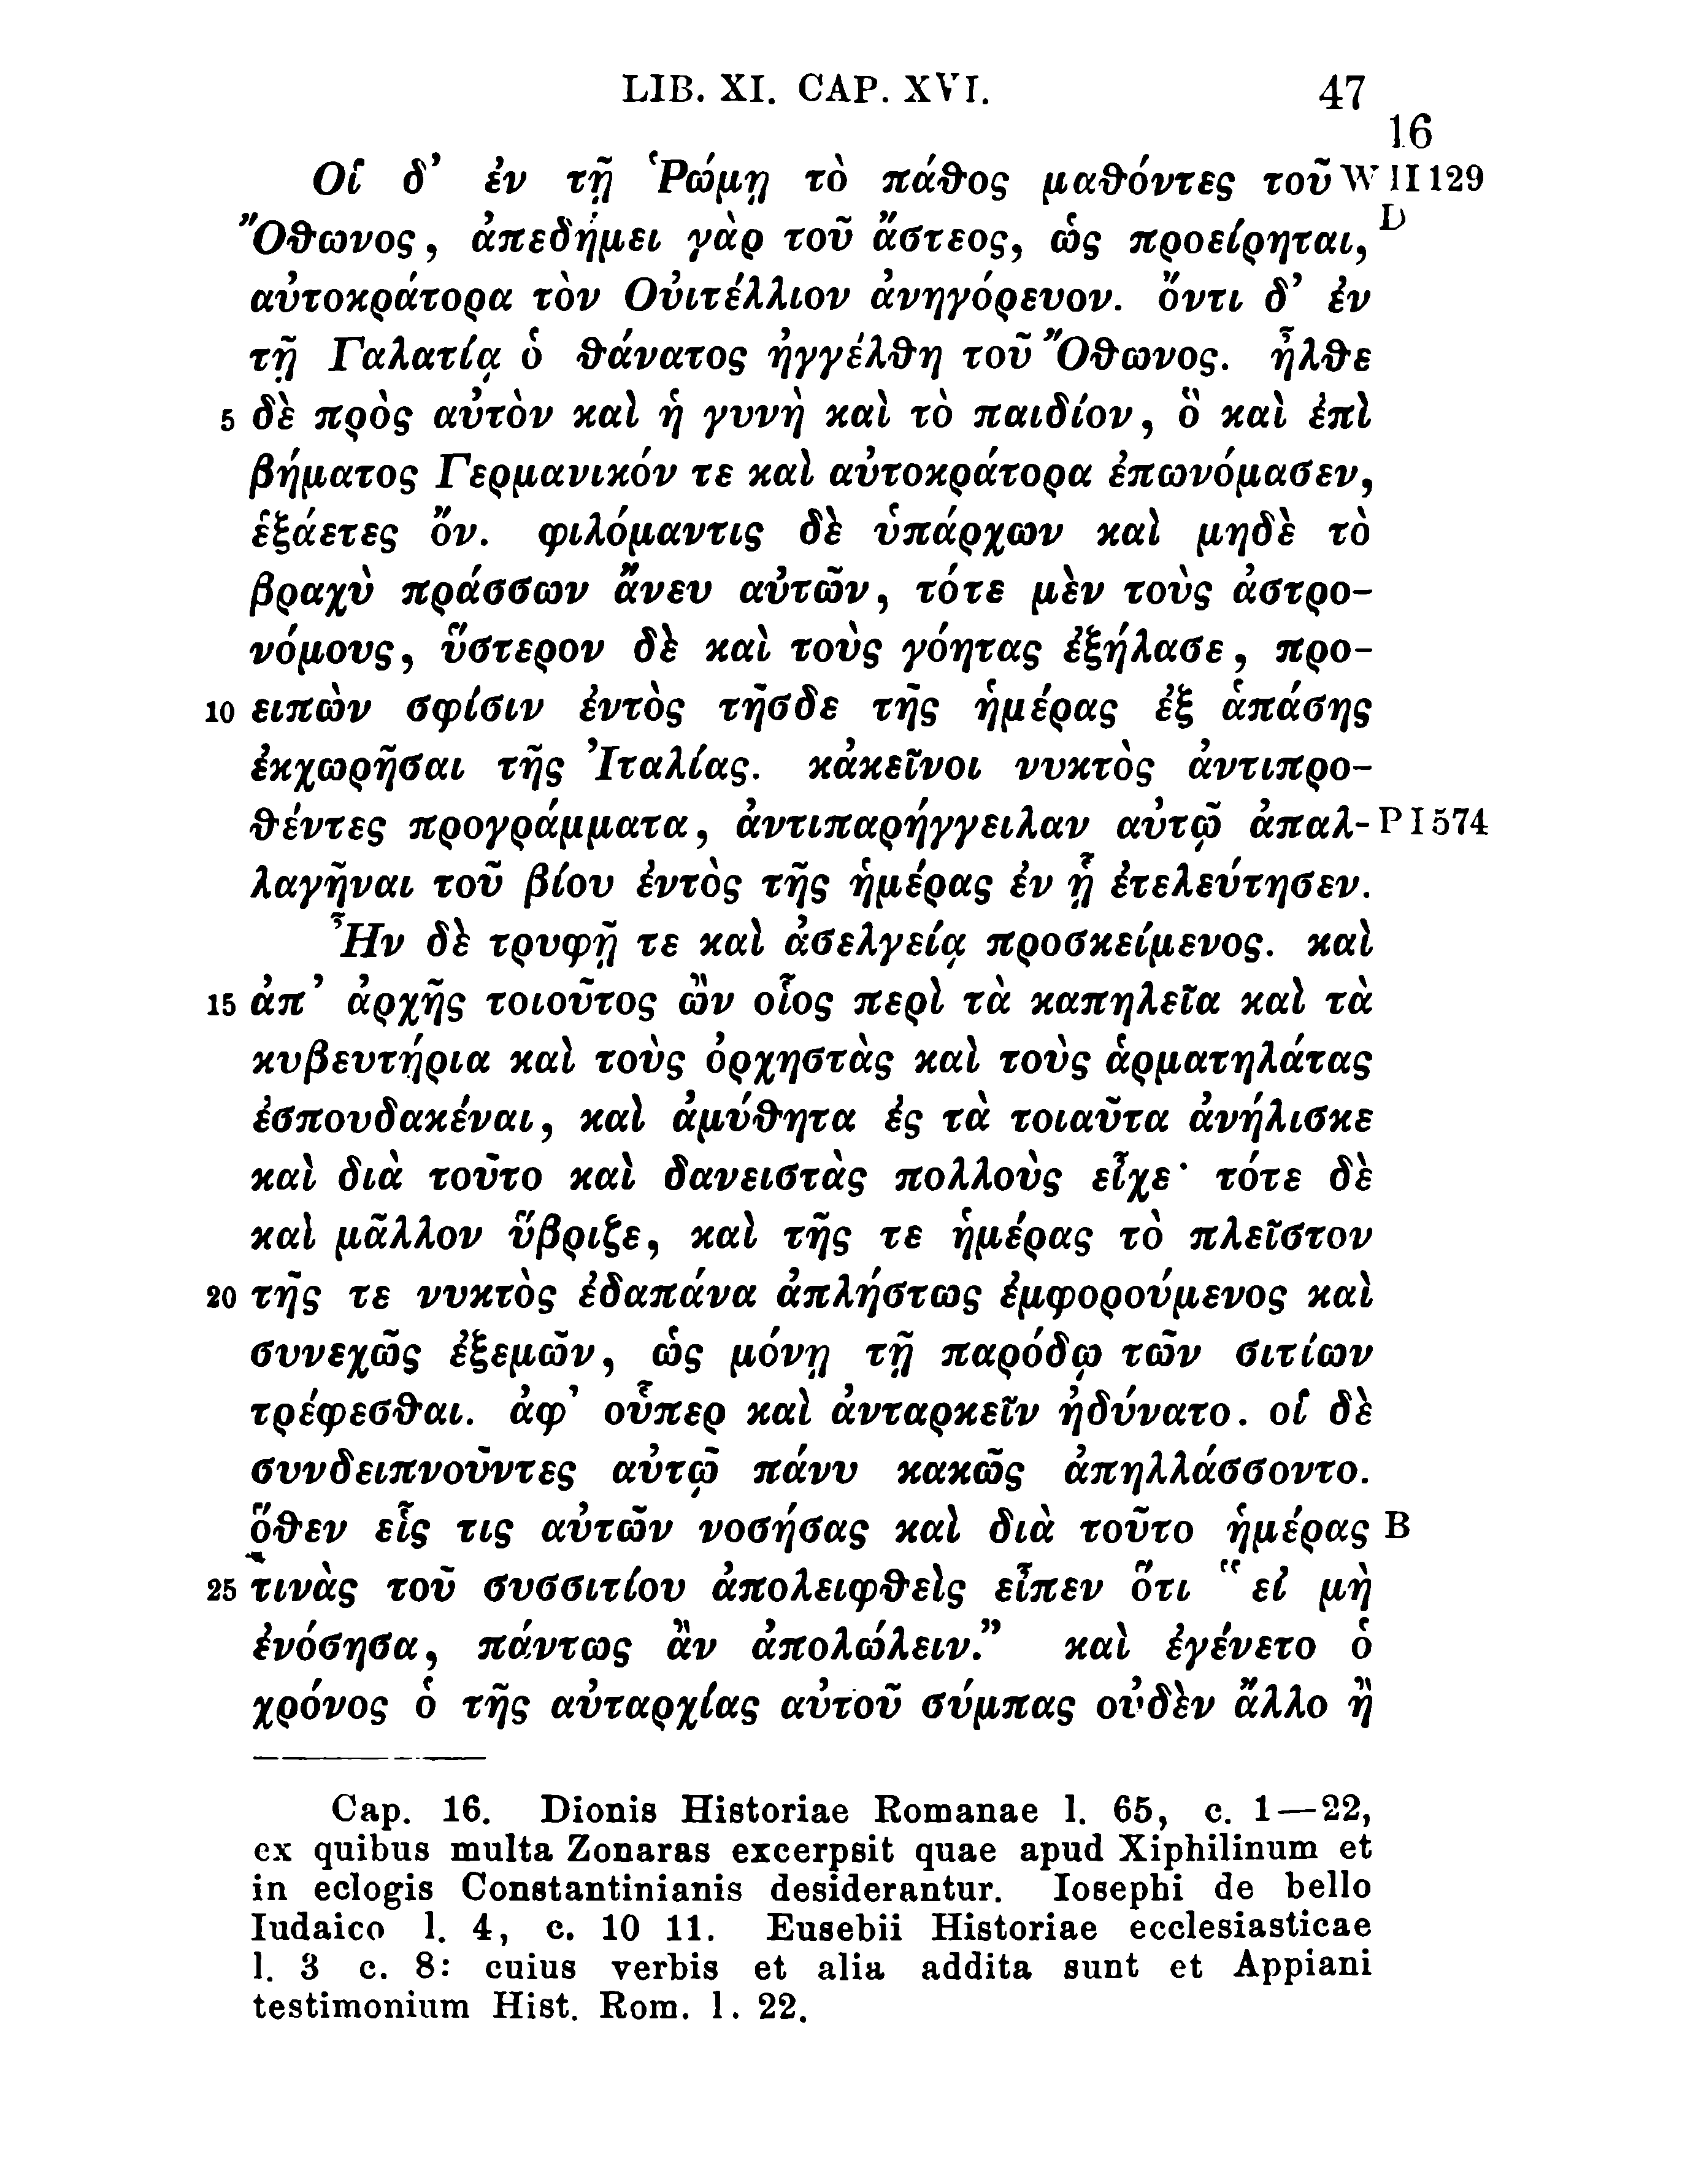 LIB. XI. CAP. XVI. 47
16
Οἱ δ' ἐν τῇ Ῥώμῃ τὸ πάθος μαθόντες τοῦ W II 129
Ὄθωνος, ἀπεδήμει γὰρ τοῦ ἄστεος, ὡς προείρηται, D
αὐτοκράτορα τὸν Οὐιτέλλιον ἀνηγόρευον. ὄντι δ' ἐν
τῇ Γαλατίᾳ ὁ θάνατος ἠγγέλθη τοῦ Ὄθωνος. ἦλθε
5 δὲ πρὸς αὐτὸν καὶ ἡ γυνὴ καὶ τὸ παιδίον, ὃ καὶ ἐπὶ
βήματος Γερμανικόν τε καὶ αὐτοκράτορα ἐπωνόμασεν,
ἑξάετες ὄν. φιλόμαντις δὲ ὑπάρχων καὶ μηδὲ τὸ
βραχὺ πράσσων ἄνευ αὐτῶν, τότε μὲν τοὺς ἀστρο-
νόμους, ὕστερον δὲ καὶ τοὺς γόητας ἐξήλασε, προ-
10 ειπὼν σφίσιν ἐντὸς τῆσδε τῆς ἡμέρας ἐξ ἁπάσης
ἐκχωρῆσαι τῆς Ἰταλίας. κἀκεῖνοι νυκτὸς ἀντιπρο-
θέντες προγράμματα, ἀντιπαρήγγειλαν αὐτῷ ἀπαλ- P I 574
λαγῆναι τοῦ βίου ἐντὸς τῆς ἡμέρας ἐν ᾗ ἐτελεύτησεν.
Ἦν δὲ τρυφῇ τε καὶ ἀσελγείᾳ προσκείμενος. καὶ
15 ἀπ' ἀρχῆς τοιοῦτος ὢν οἷος περὶ τὰ καπηλεῖα καὶ τὰ
κυβευτήρια καὶ τοὺς ὀρχηστὰς καὶ τοὺς ἁρματηλάτας
ἐσπουδακέναι, καὶ ἀμύθητα ἐς τὰ τοιαῦτα ἀνήλισκε
καὶ διὰ τοῦτο καὶ δανειστὰς πολλοὺς εἶχε· τότε δὲ
καὶ μᾶλλον ὕβριζε, καὶ τῆς τε ἡμέρας τὸ πλεῖστον
20 τῆς τε νυκτὸς ἐδαπάνα ἀπλήστως ἐμφορούμενος καὶ
συνεχῶς ἐξεμῶν, ὡς μόνῃ τῇ παρόδῳ τῶν σιτίων
τρέφεσθαι. ἀφ' οὗπερ καὶ ἀνταρκεῖν ἠδύνατο. οἱ δὲ
συνδειπνοῦντες αὐτῷ πάνυ κακῶς ἀπηλλάσσοντο.
ὅθεν εἷς τις αὐτῶν νοσήσας καὶ διὰ τοῦτο ἡμέρας B
25 τινὰς τοῦ συσσιτίου ἀπολειφθεὶς εἶπεν ὅτι “εἰ μὴ
ἐνόσησα, πάντως ἂν ἀπολώλειν.” καὶ ἐγένετο ὁ
χρόνος ὁ τῆς αὐταρχίας αὐτοῦ σύμπας οὐδὲν ἄλλο ἢ
Cap. 16. Dionis Historiae Romanae l. 65, c. 1—22,
ex quibus multa Zonaras excerpsit quae apud Xiphilinum et
in eclogis Constantinianis desiderantur. Iosephi de bello
Iudaico l. 4, c. 10 11. Eusebii Historiae ecclesiasticae
l. 3 c. 8: cuius verbis et alia addita sunt et Appiani
testimonium Hist. Rom. l. 22.